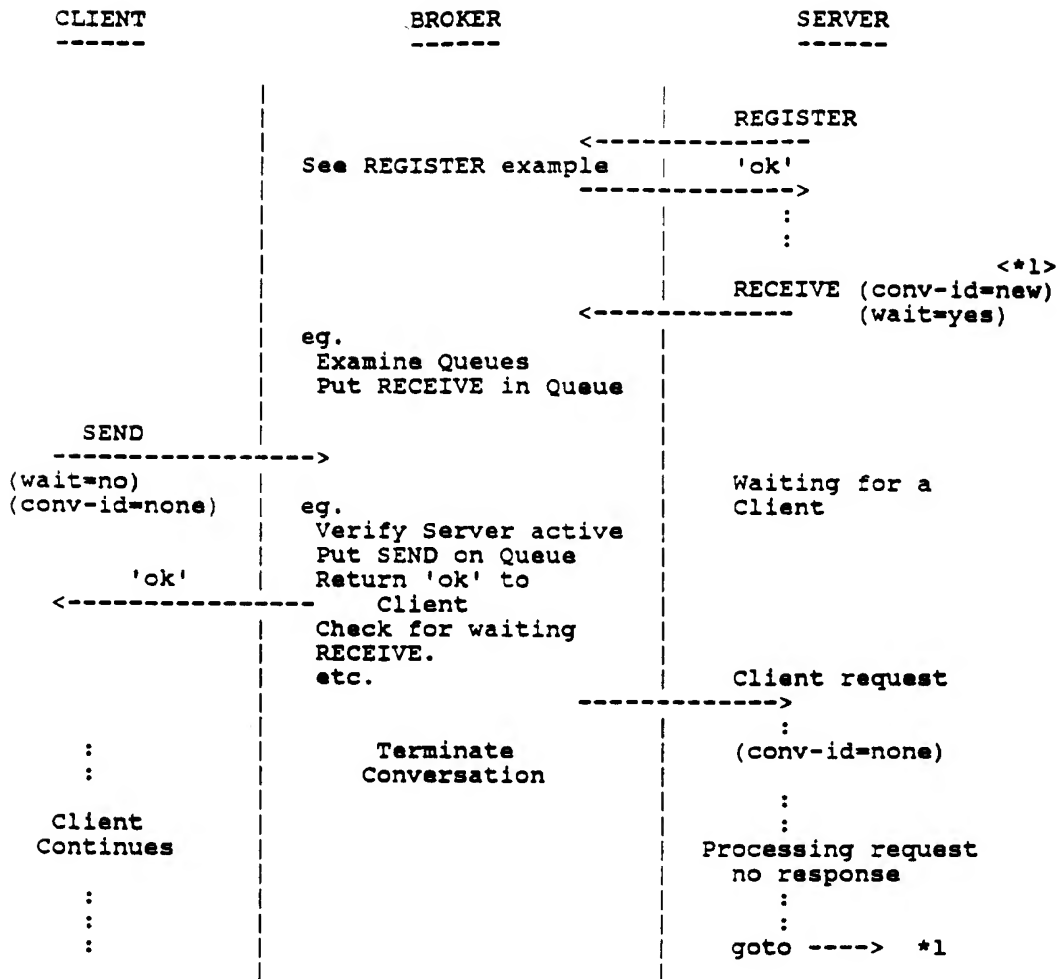 CLIENT BROKER SERVER
------ ------ ------
REGISTER
<-------------
See REGISTER example 'ok'
------------->
:
:
<*1>
RECEIVE (conv-id=new)
<------------- (wait=yes)
eg.
Examine Queues
Put RECEIVE in Queue
SEND
---------------->
(wait=no) Waiting for a
(conv-id=none) eg. Client
Verify Server active
Put SEND on Queue
'ok' Return 'ok' to
<---------------- Client
Check for waiting
RECEIVE.
etc. Client request
------------->
:
: Terminate (conv-id=none)
: Conversation
:
Client :
Continues Processing request
no response
: :
: :
: goto ----> *1